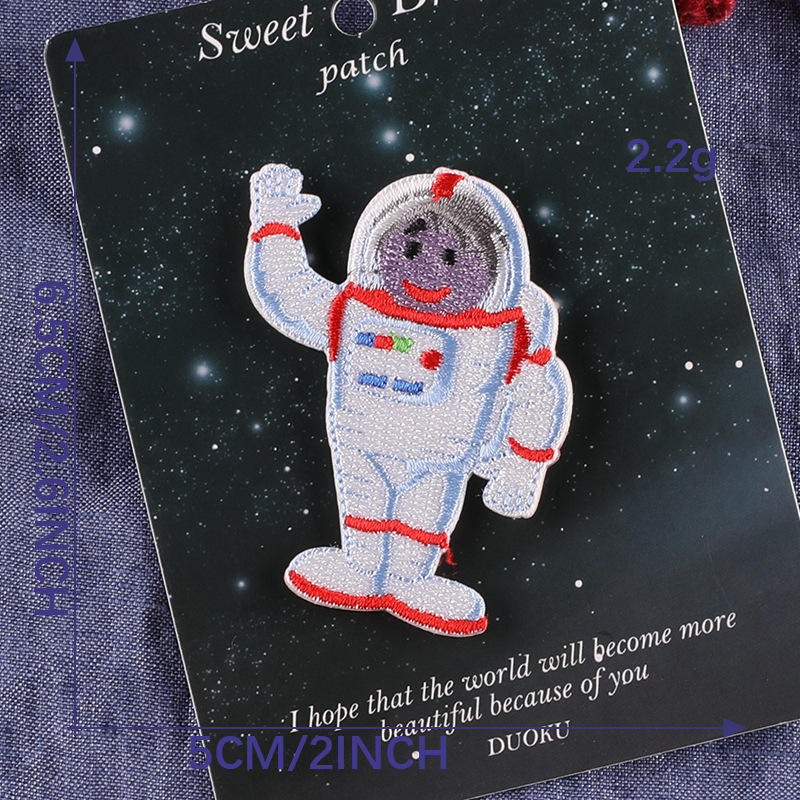 Sweet
patch
2.2g
6.5CM/2.6INCH
I hope that the world will become more
beautiful because of you
DUOKU
5CM/2INCH